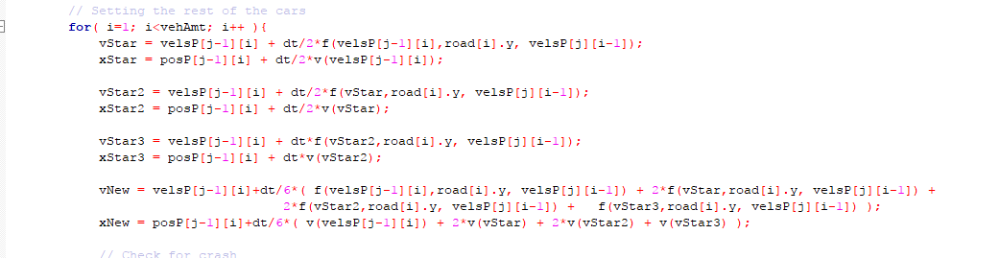 // Setting the rest of the cars
for( i=1; i<vehAmt; i++ ){
vStar = velsP[j-1][i] + dt/2*f(velsP[j-1][i],road[i].y, velsP[j][i-1]);
xStar = posP[j-1][i] + dt/2*v(velsP[j-1][i]);
vStar2 = velsP[j-1][i] + dt/2*f(vStar,road[i].y, velsP[j][i-1]);
xStar2 = posP[j-1][i] + dt/2*v(vStar);
vStar3 = velsP[j-1][i] + dt*f(vStar2,road[i].y, velsP[j][i-1]);
xStar3 = posP[j-1][i] + dt*v(vStar2);
vNew = velsP[j-1][i]+dt/6*( f(velsP[j-1][i],road[i].y, velsP[j][i-1]) + 2*f(vStar,road[i].y, velsP[j][i-1]) +
2*f(vStar2,road[i].y, velsP[j][i-1]) + f(vStar3,road[i].y, velsP[j][i-1]) );
xNew = posP[j-1][i]+dt/6*( v(velsP[j-1][i]) + 2*v(vStar) + 2*v(vStar2) + v(vStar3) );
// Check for crash